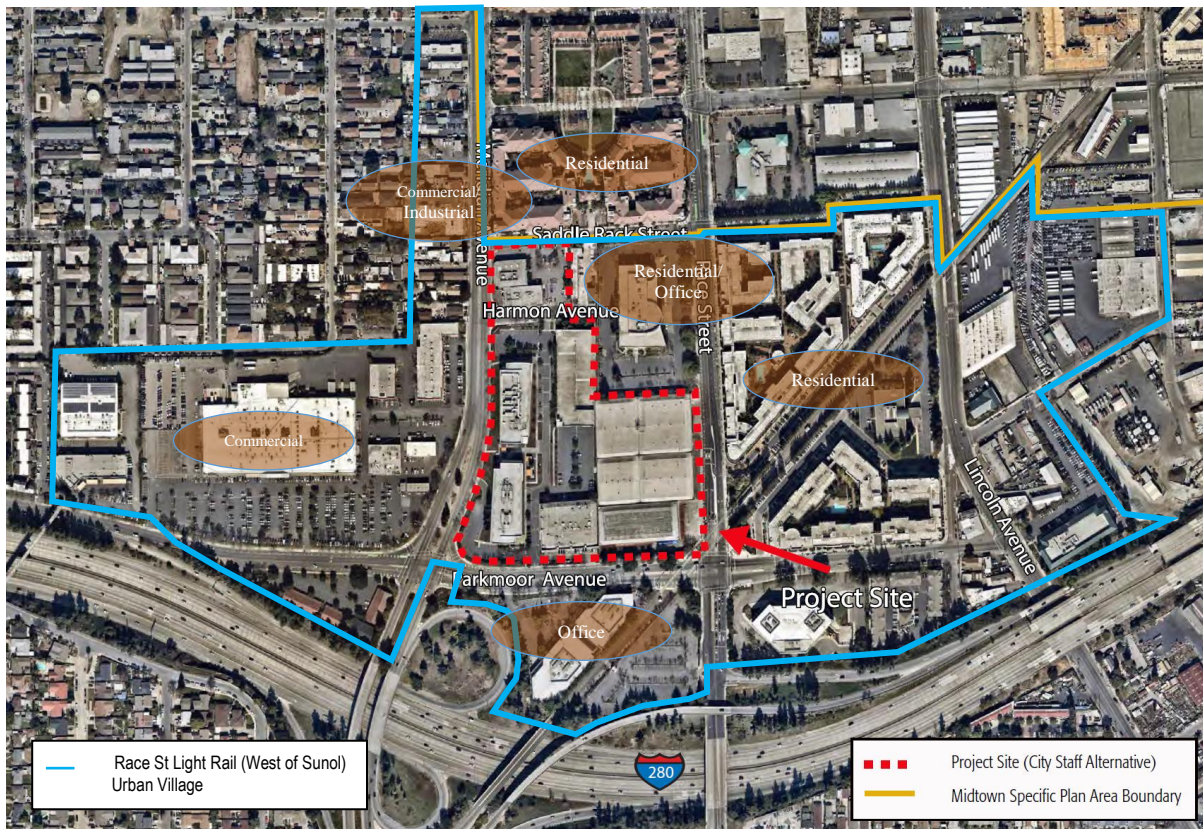 Residential
Commercial/
Industrial
Avenue
Saddle Rack Street
Residential/
Office
Race Street
Harmon Avenue
Residential
Commercial
Lincoln Avenue
Parkmoor Avenue
Project Site
Office
Race St Light Rail (West of Sunol)
Urban Village
280
Project Site (City Staff Alternative)
Midtown Specific Plan Area Boundary